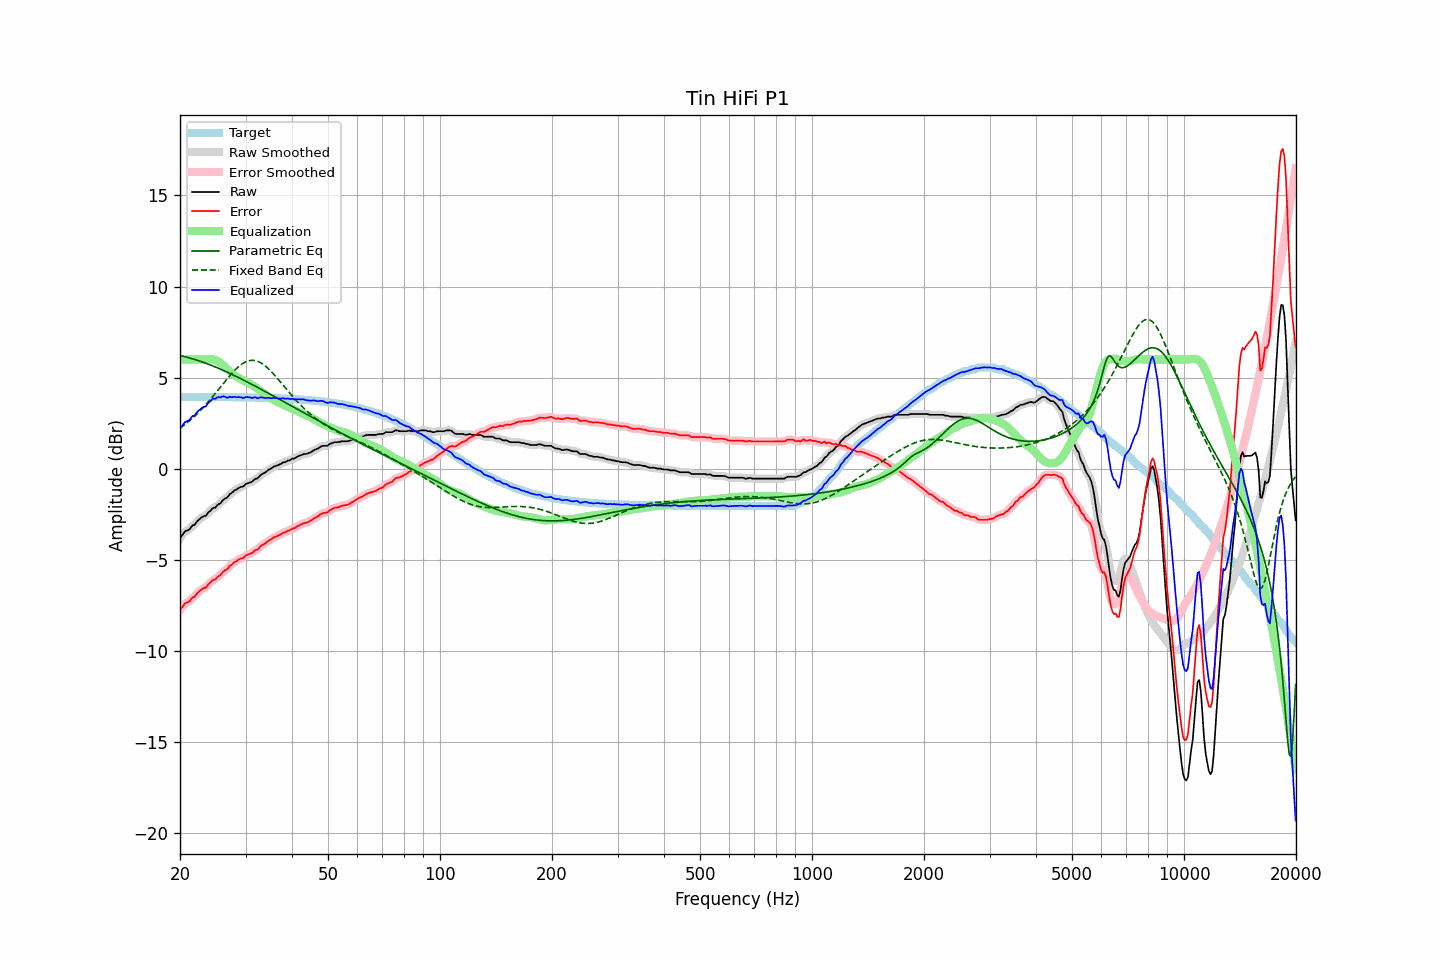 Tin HiFi P1
Target
Raw Smoothed
Error Smoothed
Raw
Error
Equalization
Parametric Eq
Fixed Band Eq
Equalized
15
10
5
0
−5
−10
−15
−20
Amplitude (dBr)
20 50 100 200 500 1000 2000 5000 10000 20000
Frequency (Hz)